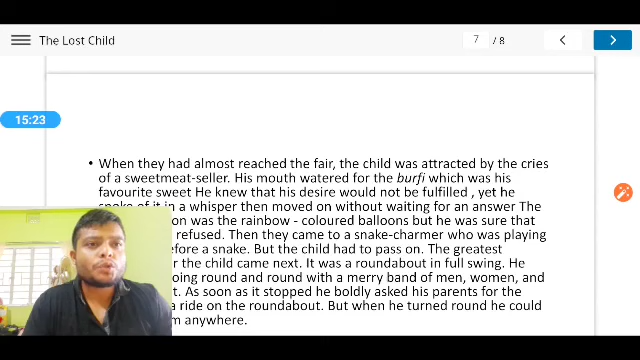 The Lost Child
7 / 8
15:23
• When they had almost reached the fair, the child was attracted by the cries
of a sweetmeat-seller. His mouth watered for the burfi which was his
favourite sweet He knew that his desire would not be fulfilled , yet he
spoke of it in a whisper then moved on without waiting for an answer The
on was the rainbow - coloured balloons but he was sure that
refused. Then they came to a snake-charmer who was playing
efore a snake. But the child had to pass on. The greatest
the child came next. It was a roundabout in full swing. He
oing round and round with a merry band of men, women, and
As soon as it stopped he boldly asked his parents for the
a ride on the roundabout. But when he turned round he could
anywhere.